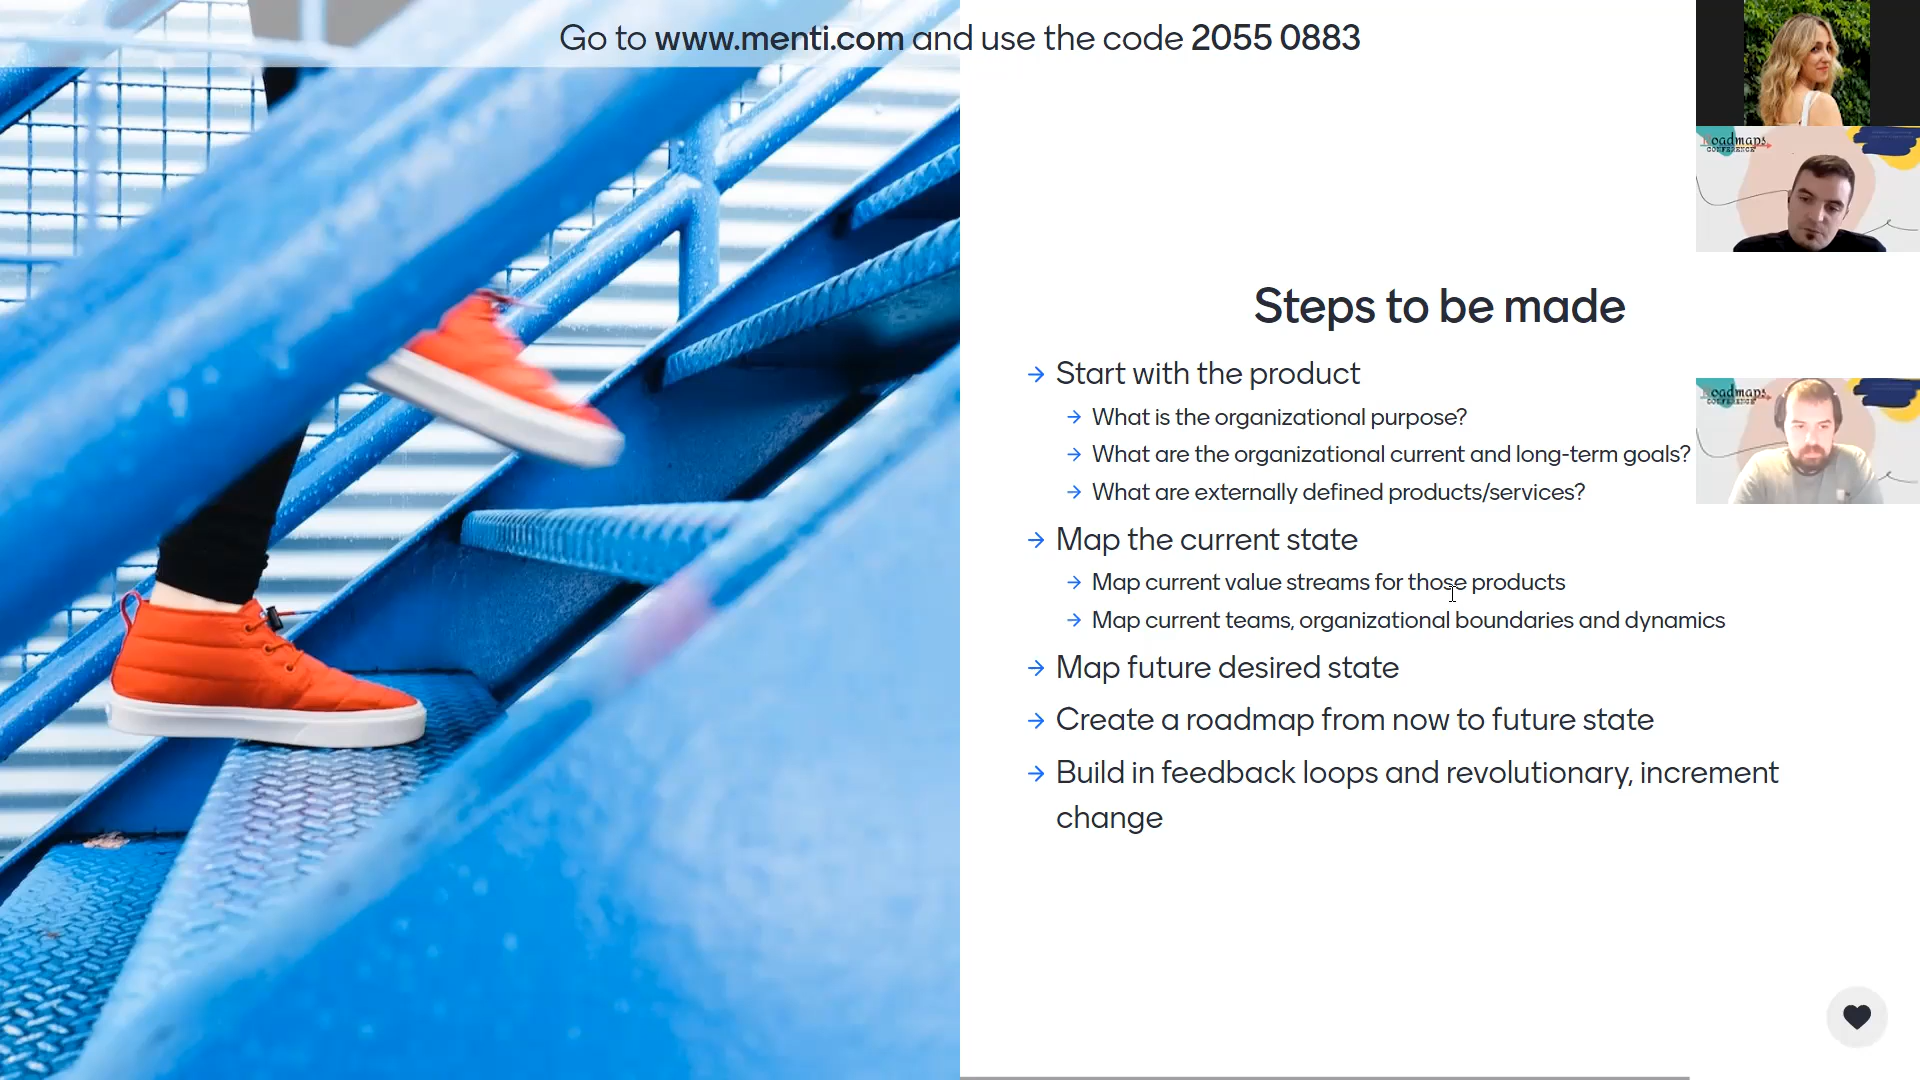 Go to www.menti.com and use the code 2055 0883
oadmaps
CONFERENCE
oadmaps
CONFERENCE
Steps to be made
→ Start with the product
→ What is the organizational purpose?
→ What are the organizational current and long-term goals?
→ What are externally defined products/services?
→ Map the current state
→ Map current value streams for those products
→ Map current teams, organizational boundaries and dynamics
→ Map future desired state
→ Create a roadmap from now to future state
→ Build in feedback loops and revolutionary, increment
change